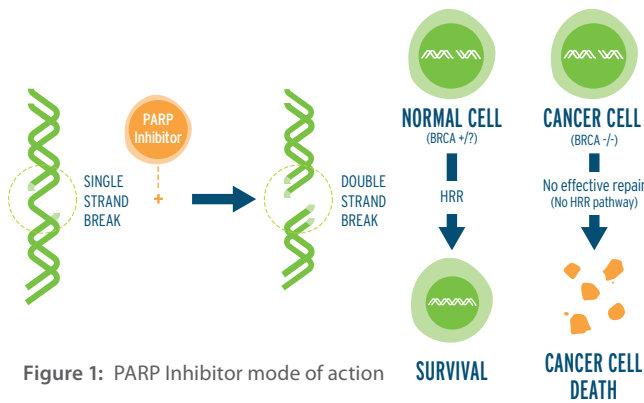 PARP
Inhibitor
SINGLE
STRAND
BREAK
+
DOUBLE
STRAND
BREAK
NORMAL CELL
(BRCA +/?)
HRR
SURVIVAL
CANCER CELL
(BRCA -/-)
No effective repair
(No HRR pathway)
CANCER CELL
DEATH
Figure 1: PARP Inhibitor mode of action